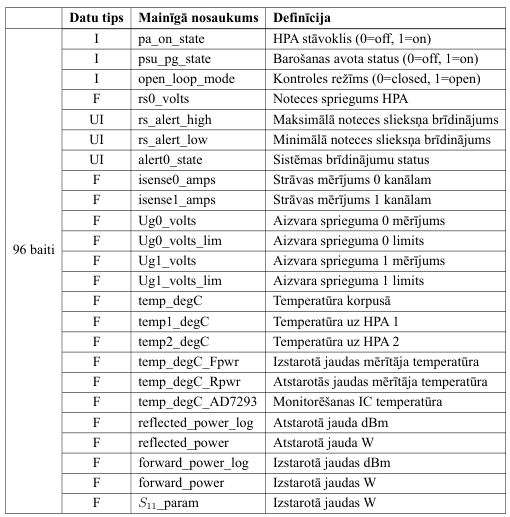 Datu tips Mainīgā nosaukums Definīcija
96 baiti
I pa_on_state HPA stāvoklis (0=off, 1=on)
I psu_pg_state Barošanas avota status (0=off, 1=on)
I open_loop_mode Kontroles režīms (0=closed, 1=open)
F rs0_volts Noteces spriegums HPA
UI rs_alert_high Maksimālā noteces sliekšņa brīdinājums
UI rs_alert_low Minimālā noteces sliekšņa brīdinājums
UI alert0_state Sistēmas brīdinājumu status
F isense0_amps Strāvas mērījums 0 kanālam
F isense1_amps Strāvas mērījums 1 kanālam
F Ug0_volts Aizvara sprieguma 0 mērījums
F Ug0_volts_lim Aizvara sprieguma 0 limits
F Ug1_volts Aizvara sprieguma 1 mērījums
F Ug1_volts_lim Aizvara sprieguma 1 limits
F temp_degC Temperatūra korpusā
F temp1_degC Temperatūra uz HPA 1
F temp2_degC Temperatūra uz HPA 2
F temp_degC_Fpwr Izstarotā jaudas mērītāja temperatūra
F temp_degC_Rpwr Atstarotās jaudas mērītāja temperatūra
F temp_degC_AD7293 Monitorēšanas IC temperatūra
F reflected_power_log Atstarotā jauda dBm
F reflected_power Atstarotā jauda W
F forward_power_log Izstarotā jaudas dBm
F forward_power Izstarotā jaudas W
F S₁₁_param Izstarotā jaudas W